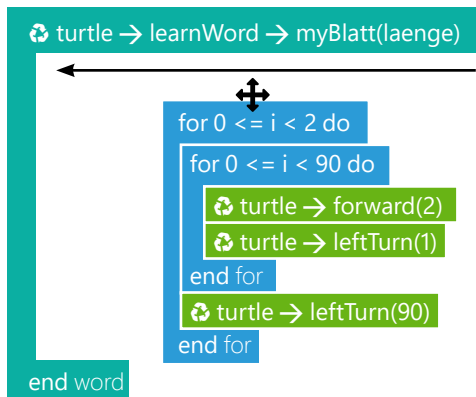 turtle → learnWord → myBlatt(laenge)
for 0 <= i < 2 do
for 0 <= i < 90 do
turtle → forward(2)
turtle → leftTurn(1)
end for
turtle → leftTurn(90)
end for
end word